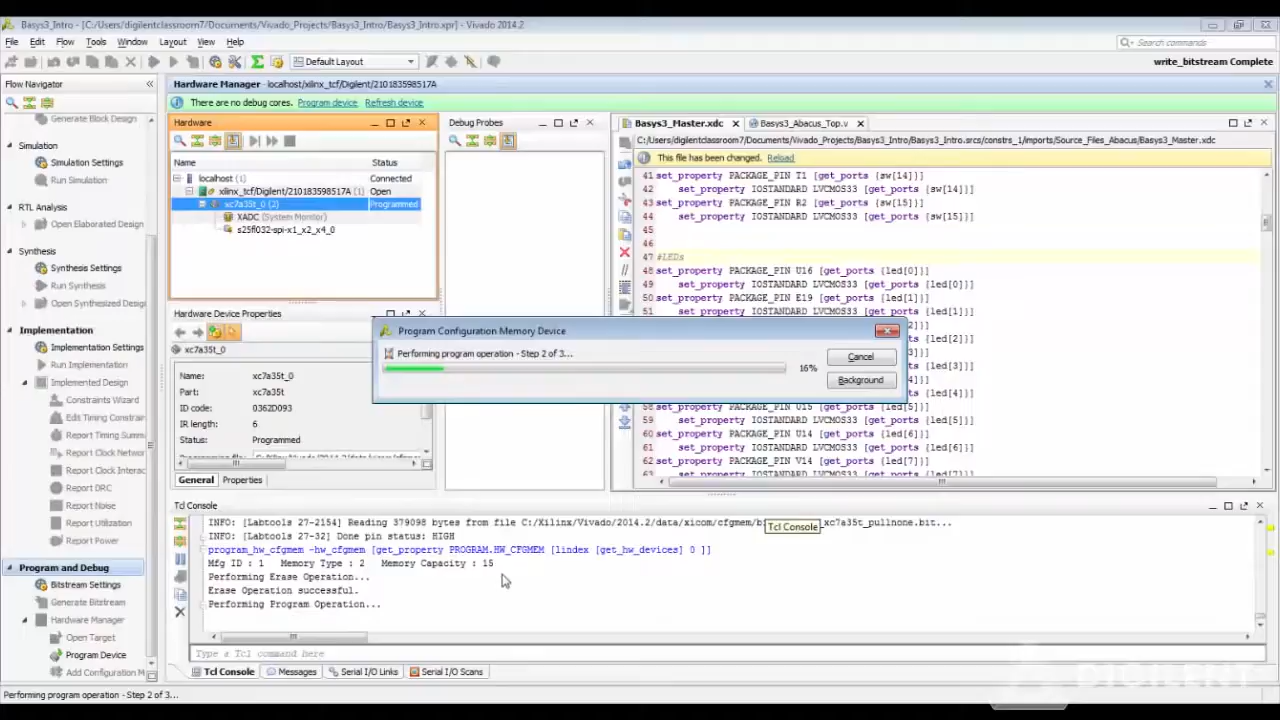 Basys3_Intro - [C:/Users/digilentclassroom7/Documents/Vivado_Projects/Basys3_Intro/Basys3_Intro.xpr] - Vivado 2014.2
File Edit Flow Tools Window Layout View Help
Search commands
Default Layout
write_bitstream Complete
Flow Navigator
Generate Block Design
Simulation
Simulation Settings
Run Simulation
RTL Analysis
Open Elaborated Design
Synthesis
Synthesis Settings
Run Synthesis
Open Synthesized Design
Implementation
Implementation Settings
Run Implementation
Implemented Design
Constraints Wizard
Edit Timing Constrair
Report Timing Summ
Report Clock Networ
Report Clock Interac
Report DRC
Report Noise
Report Utilization
Report Power
Program and Debug
Bitstream Settings
Generate Bitstream
Hardware Manager
Open Target
Program Device
Add Configuration M
Hardware Manager - localhost/xilinx_tcf/Digilent/210183598517A
There are no debug cores. Program device Refresh device
Hardware
Name Status
localhost (1) Connected
xilinx_tcf/Digilent/210183598517A (1) Open
xc7a35t_0 (2) Programmed
XADC (System Monitor)
s25fl032-spi-x1_x2_x4_0
Hardware Device Properties
xc7a35t_0
Name: xc7a35t_0
Part: xc7a35t
ID code: 0362D093
IR length: 6
Status: Programmed
General Properties
Debug Probes
Basys3_Master.xdc Basys3_Abacus_Top.v
C:/Users/digilentclassroom7/Documents/Vivado_Projects/Basys3_Intro/Basys3_Intro.srcs/constrs_1/imports/Source_Files_Abacus/Basys3_Master.xdc
This file has been changed. Reload
41 set_property PACKAGE_PIN T1 [get_ports {sw[14]}]
42 set_property IOSTANDARD LVCMOS33 [get_ports {sw[14]}]
43 set_property PACKAGE_PIN R2 [get_ports {sw[15]}]
44 set_property IOSTANDARD LVCMOS33 [get_ports {sw[15]}]
45
46
47 #LEDs
48 set_property PACKAGE_PIN U16 [get_ports {led[0]}]
49 set_property IOSTANDARD LVCMOS33 [get_ports {led[0]}]
50 set_property PACKAGE_PIN E19 [get_ports {led[1]}]
Program Configuration Memory Device
Performing program operation - Step 2 of 3...
16%
Cancel
Background
58 set_property PACKAGE_PIN U15 [get_ports {led[5]}]
59 set_property IOSTANDARD LVCMOS33 [get_ports {led[5]}]
60 set_property PACKAGE_PIN U14 [get_ports {led[6]}]
61 set_property IOSTANDARD LVCMOS33 [get_ports {led[6]}]
62 set_property PACKAGE_PIN V14 [get_ports {led[7]}]
63 set_property IOSTANDARD LVCMOS33 [get_ports {led[7]}]
Tcl Console
INFO: [Labtools 27-2154] Reading 379098 bytes from file C:/Xilinx/Vivado/2014.2/data/xicom/cfgmem/b _xc7a35t_pullnone.bit...
Tcl Console
INFO: [Labtools 27-32] Done pin status: HIGH
program_hw_cfgmem -hw_cfgmem [get_property PROGRAM.HW_CFGMEM [lindex [get_hw_devices] 0 ]]
Mfg ID : 1 Memory Type : 2 Memory Capacity : 15
Performing Erase Operation...
Erase Operation successful.
Performing Program Operation...
Type a Tcl command here
Tcl Console Messages Serial I/O Links Serial I/O Scans
Performing program operation - Step 2 of 3...
DIGILENT